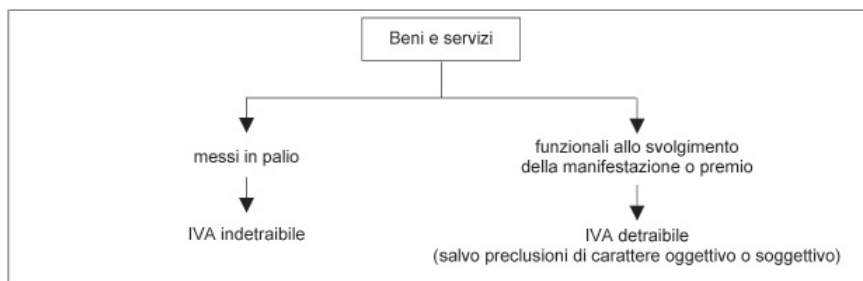 Beni e servizi
messi in palio
IVA indetraibile
funzionali allo svolgimento
della manifestazione o premio
IVA detraibile
(salvo preclusioni di carattere oggettivo o soggettivo)